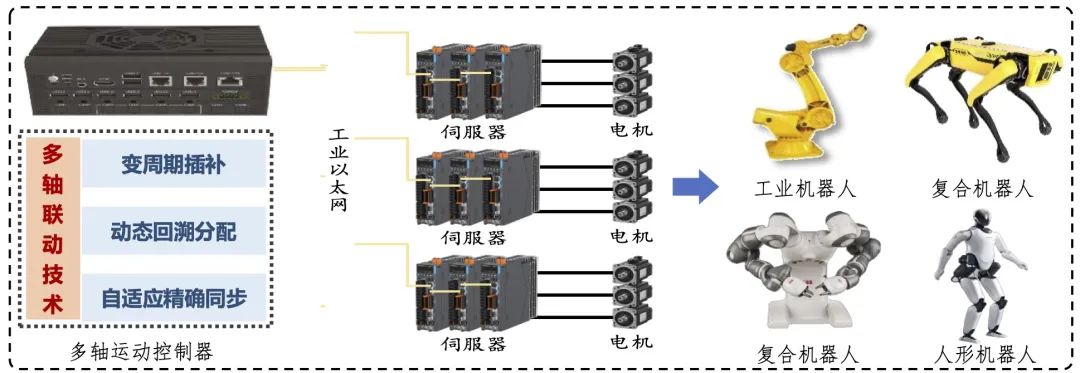 多轴联动技术
变周期插补
动态回溯分配
自适应精确同步
多轴运动控制器
工业以太网
伺服器
电机
伺服器
电机
伺服器
电机
工业机器人
复合机器人
复合机器人
人形机器人